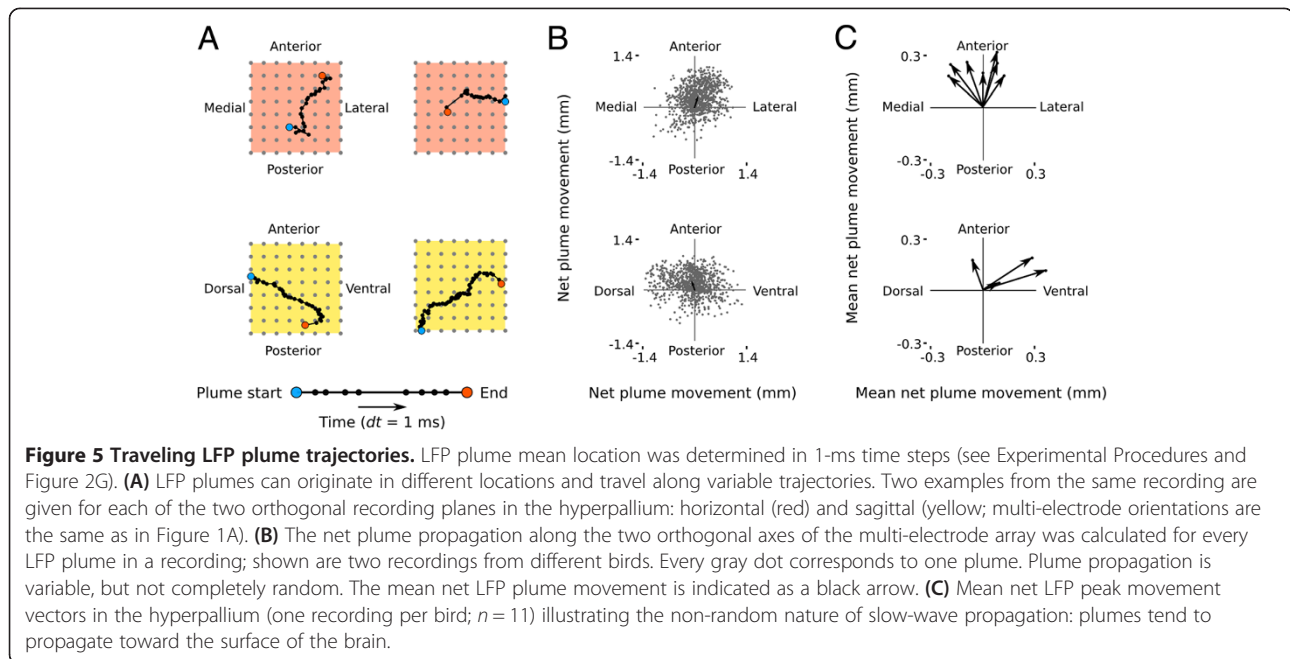 A
B
C
Anterior
Medial
Lateral
Posterior
Anterior
Dorsal
Ventral
Posterior
Plume start
End
Time (dt = 1 ms)
Net plume movement (mm)
1.4
Anterior
Medial
Lateral
-1.4
Posterior
-1.4
1.4
1.4
Anterior
Dorsal
Ventral
-1.4
Posterior
-1.4
1.4
Net plume movement (mm)
Mean net plume movement (mm)
0.3
Anterior
Medial
Lateral
-0.3
Posterior
-0.3
0.3
Anterior
0.3
Dorsal
Ventral
-0.3
Posterior
-0.3
0.3
Mean net plume movement (mm)
Figure 5 Traveling LFP plume trajectories. LFP plume mean location was determined in 1-ms time steps (see Experimental Procedures and
Figure 2G). (A) LFP plumes can originate in different locations and travel along variable trajectories. Two examples from the same recording are
given for each of the two orthogonal recording planes in the hyperpallium: horizontal (red) and sagittal (yellow; multi-electrode orientations are
the same as in Figure 1A). (B) The net plume propagation along the two orthogonal axes of the multi-electrode array was calculated for every
LFP plume in a recording; shown are two recordings from different birds. Every gray dot corresponds to one plume. Plume propagation is
variable, but not completely random. The mean net LFP plume movement is indicated as a black arrow. (C) Mean net LFP peak movement
vectors in the hyperpallium (one recording per bird; n = 11) illustrating the non-random nature of slow-wave propagation: plumes tend to
propagate toward the surface of the brain.